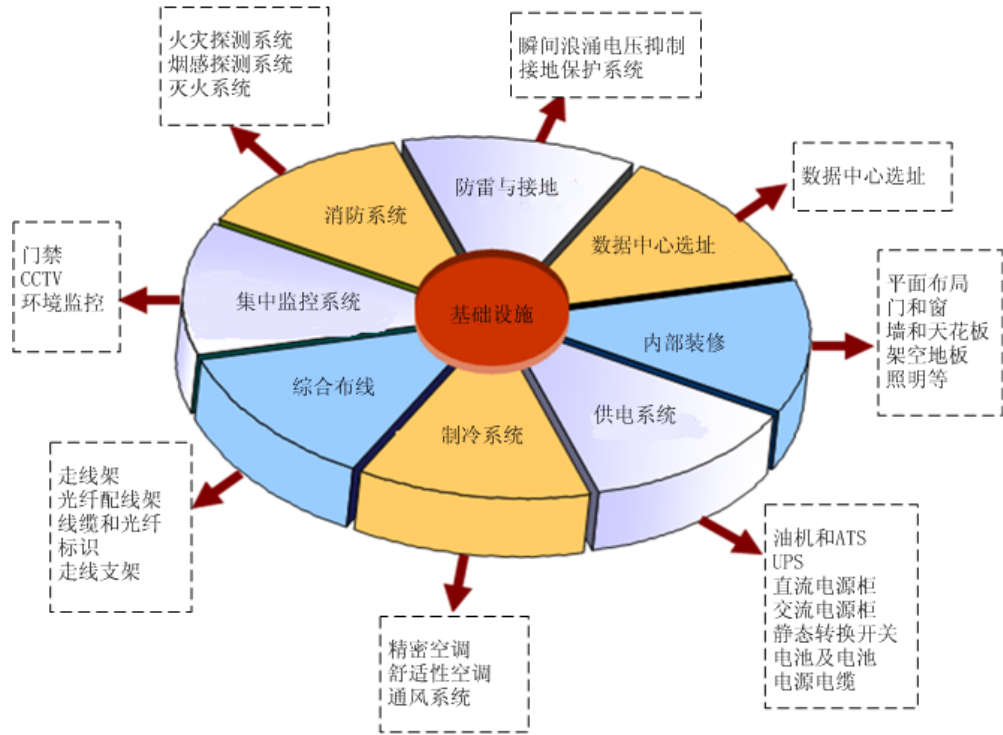 火灾探测系统
烟感探测系统
灭火系统
瞬间浪涌电压抑制
接地保护系统
数据中心选址
防雷与接地
消防系统
数据中心选址
门禁
CCTV
环境监控
集中监控系统
基础设施
内部装修
平面布局
门和窗
墙和天花板
架空地板
照明等
综合布线
制冷系统
供电系统
走线架
光纤配线架
线缆和光纤
标识
走线支架
精密空调
舒适性空调
通风系统
油机和ATS
UPS
直流电源柜
交流电源柜
静态转换开关
电池及电池
电源电缆